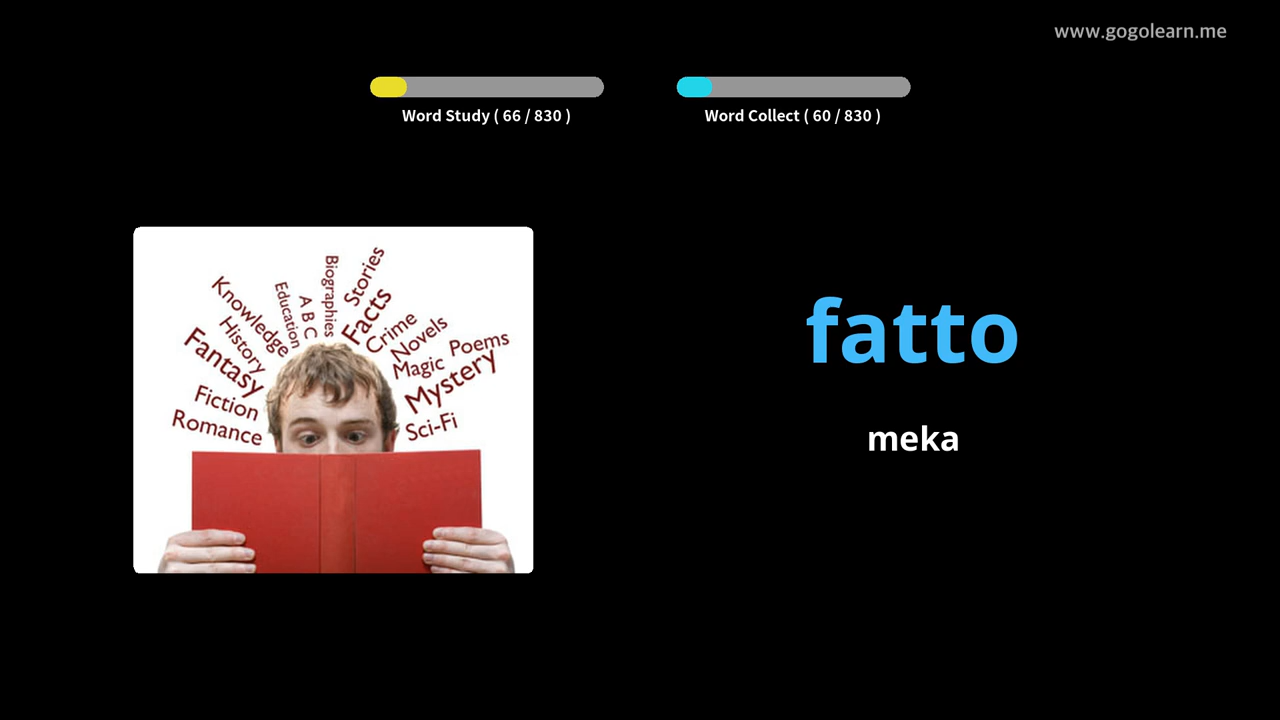 www.gogolearn.me
Word Study ( 66 / 830 )
Word Collect ( 60 / 830 )
Biographies
Stories
Facts
A B C
Education
Knowledge
History
Fantasy
Fiction
Romance
Crime
Novels
Poems
Magic
Mystery
Sci-Fi
fatto
meka